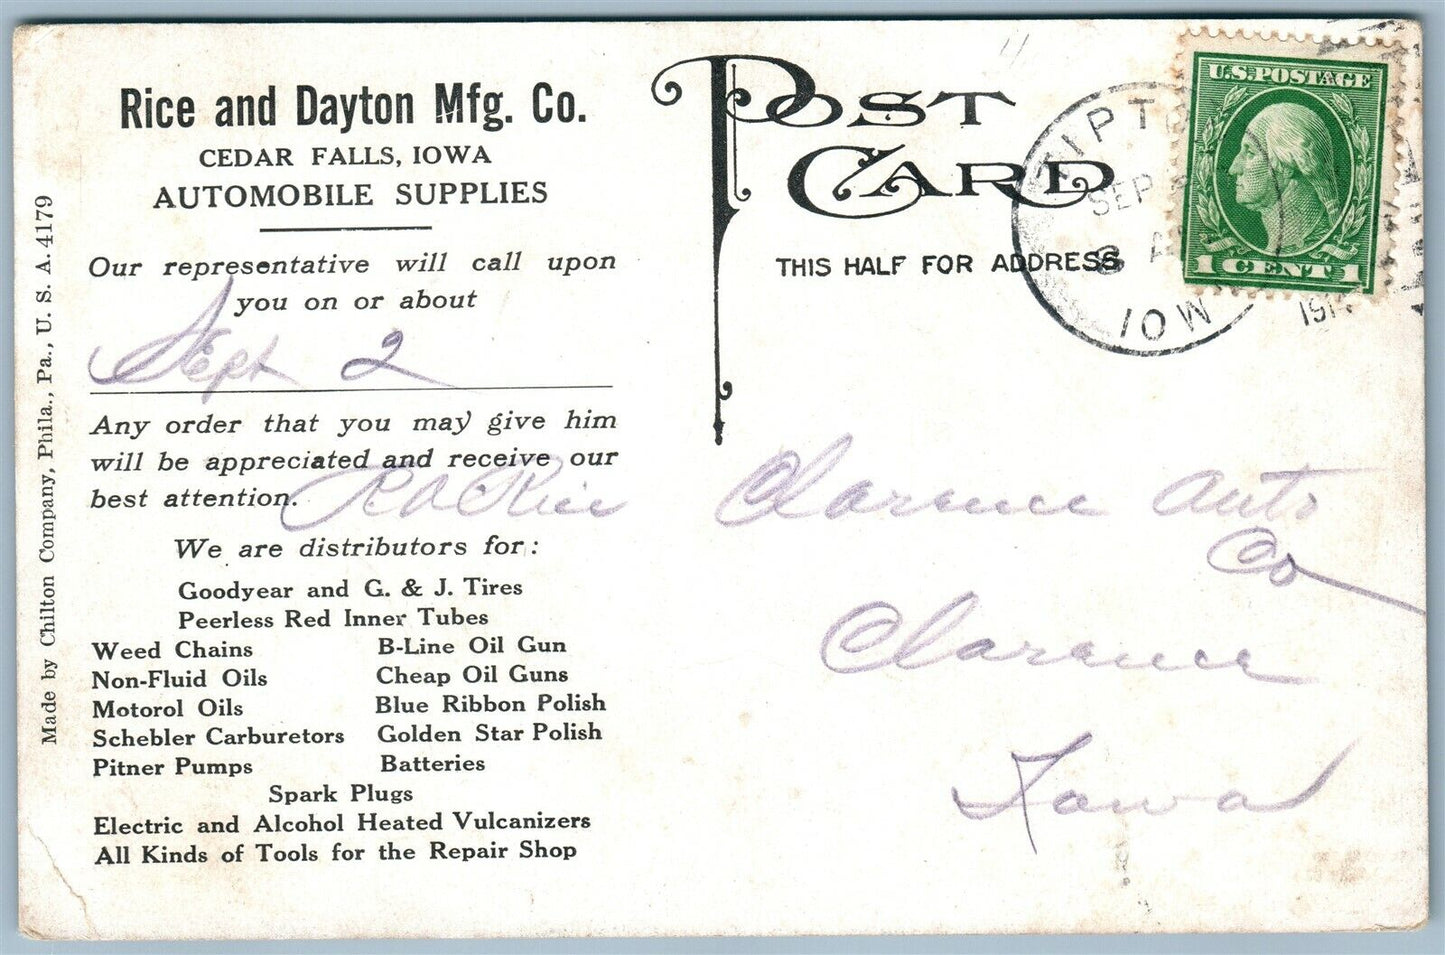 Rice and Dayton Mfg. Co.
CEDAR FALLS, IOWA
AUTOMOBILE SUPPLIES
Our representative will call upon
you on or about
Sept 2
Any order that you may give him
will be appreciated and receive our
best attention.
Rice
We are distributors for:
Goodyear and G. & J. Tires
Peerless Red Inner Tubes
Weed Chains B-Line Oil Gun
Non-Fluid Oils Cheap Oil Guns
Motorol Oils Blue Ribbon Polish
Schebler Carburetors Golden Star Polish
Pitner Pumps Batteries
Spark Plugs
Electric and Alcohol Heated Vulcanizers
All Kinds of Tools for the Repair Shop
Made by Chilton Company, Phila., Pa., U. S. A. 4179
POST
CARD
THIS HALF FOR ADDRESS
SEP
8
IOW
U.S. POSTAGE
1 CENT 1
Clarence Auto
Co
Clarence
Iowa